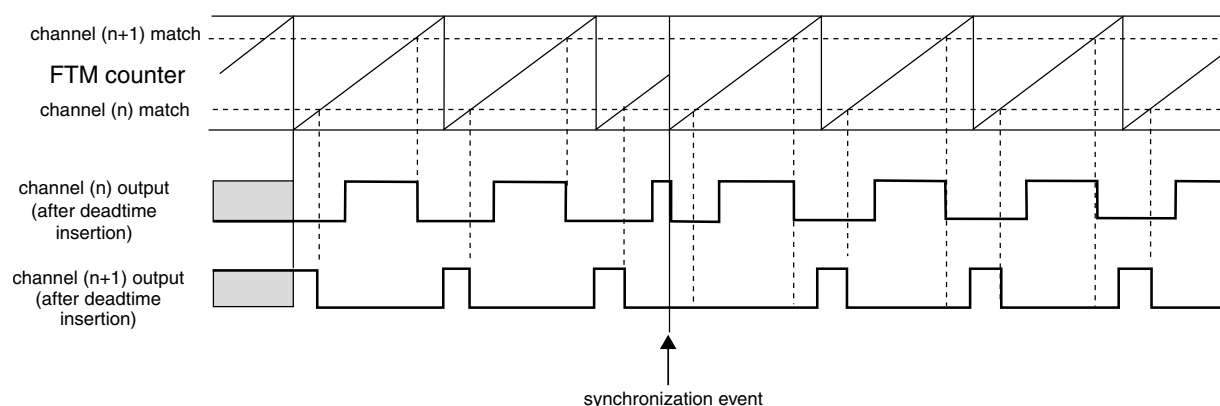 channel (n+1) match
FTM counter
channel (n) match
channel (n) output
(after deadtime
insertion)
channel (n+1) output
(after deadtime
insertion)
synchronization event